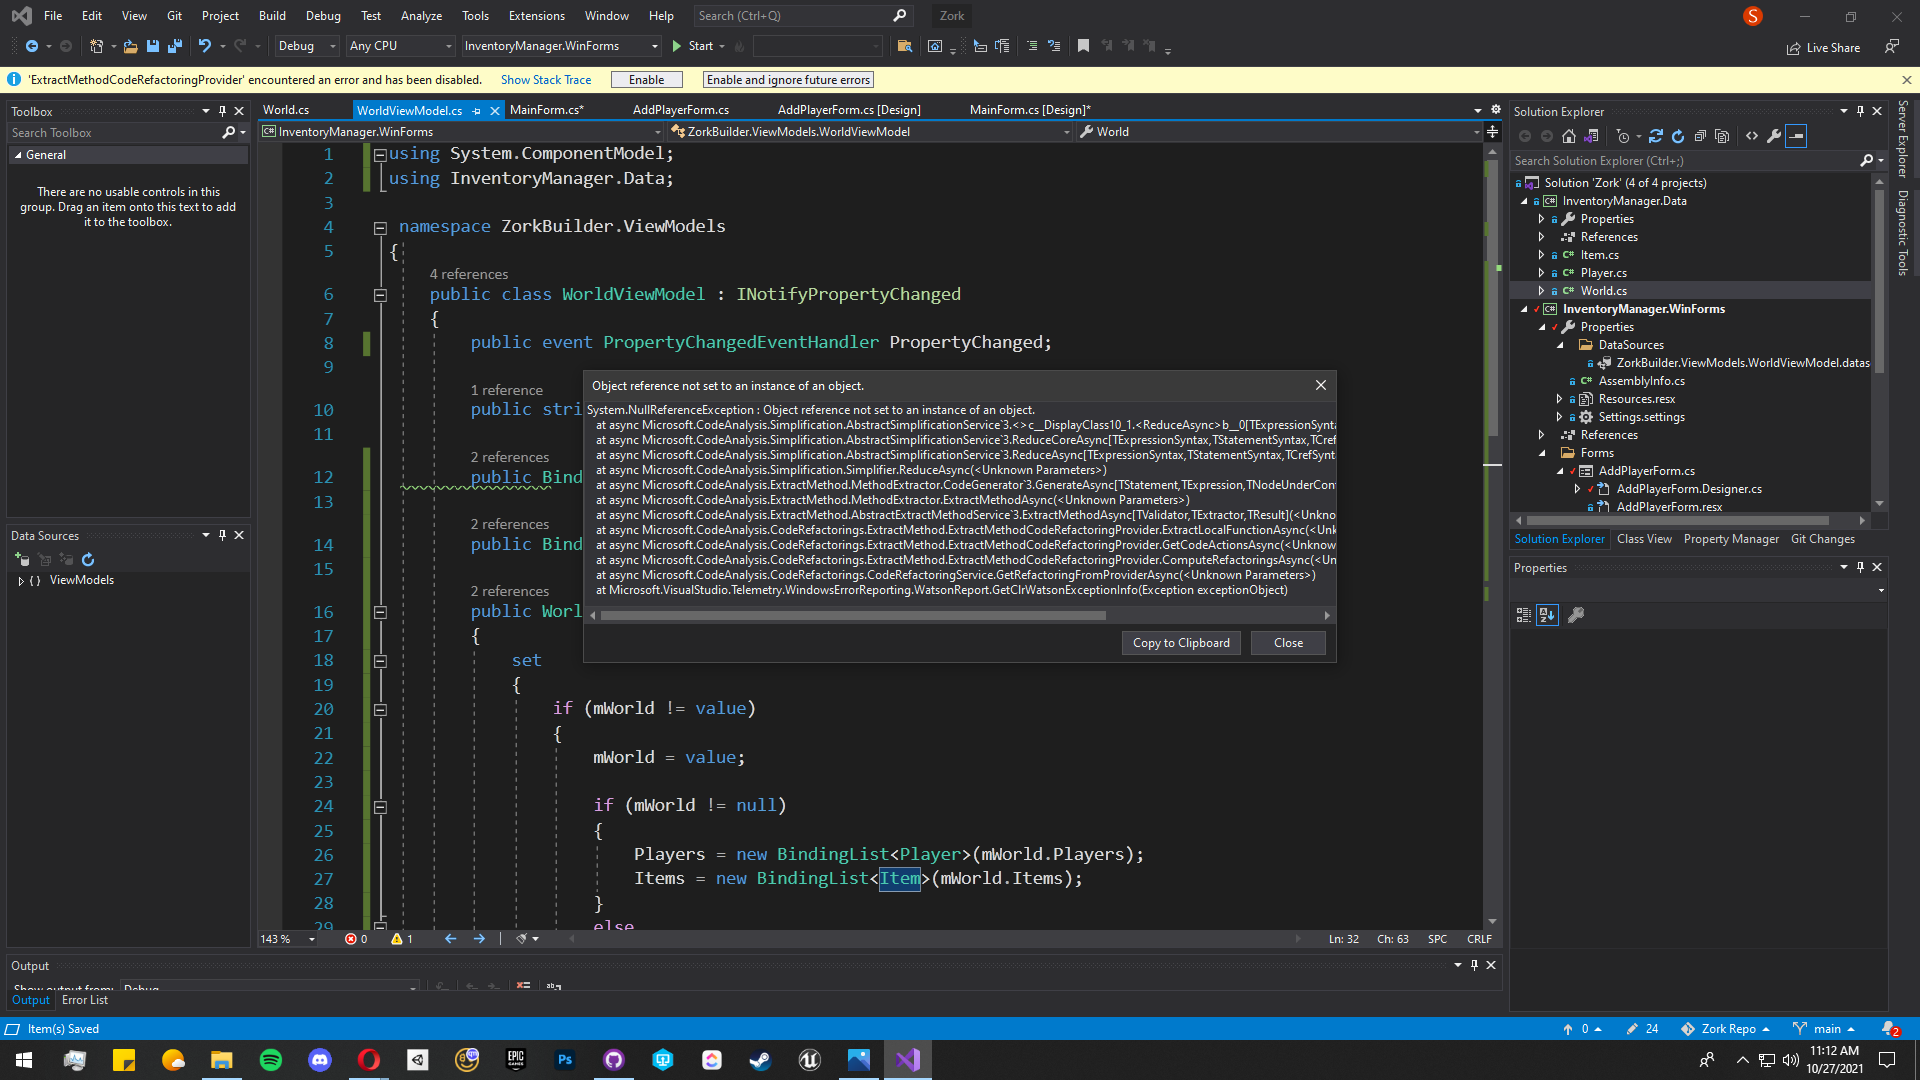 File Edit View Git Project Build Debug Test Analyze Tools Extensions Window Help Search (Ctrl+Q) Zork S
Debug Any CPU InventoryManager.WinForms Start Live Share
'ExtractMethodCodeRefactoringProvider' encountered an error and has been disabled. Show Stack Trace Enable Enable and ignore future errors
Toolbox
Search Toolbox
General
There are no usable controls in this
group. Drag an item onto this text to add
it to the toolbox.
Data Sources
ViewModels
World.cs WorldViewModel.cs MainForm.cs* AddPlayerForm.cs AddPlayerForm.cs [Design] MainForm.cs [Design]*
InventoryManager.WinForms ZorkBuilder.ViewModels.WorldViewModel World
1 using System.ComponentModel;
2 using InventoryManager.Data;
3
4 namespace ZorkBuilder.ViewModels
5 {
4 references
6 public class WorldViewModel : INotifyPropertyChanged
7 {
8 public event PropertyChangedEventHandler PropertyChanged;
9
1 reference
10 public stri
11
2 references
12 public Bind
13
2 references
14 public Bind
15
2 references
16 public Worl
17 {
18 set
19 {
20 if (mWorld != value)
21 {
22 mWorld = value;
23
24 if (mWorld != null)
25 {
26 Players = new BindingList<Player>(mWorld.Players);
27 Items = new BindingList<Item>(mWorld.Items);
28 }
29 else
Object reference not set to an instance of an object.
System.NullReferenceException : Object reference not set to an instance of an object.
at async Microsoft.CodeAnalysis.Simplification.AbstractSimplificationService`3.<>c__DisplayClass10_1.<ReduceAsync>b__0[TExpressionSynta
at async Microsoft.CodeAnalysis.Simplification.AbstractSimplificationService`3.ReduceCoreAsync[TExpressionSyntax,TStatementSyntax,TCref
at async Microsoft.CodeAnalysis.Simplification.AbstractSimplificationService`3.ReduceAsync[TExpressionSyntax,TStatementSyntax,TCrefSynt
at async Microsoft.CodeAnalysis.Simplification.Simplifier.ReduceAsync(<Unknown Parameters>)
at async Microsoft.CodeAnalysis.ExtractMethod.MethodExtractor.CodeGenerator`3.GenerateAsync[TStatement,TExpression,TNodeUnderCont
at async Microsoft.CodeAnalysis.ExtractMethod.MethodExtractor.ExtractMethodAsync(<Unknown Parameters>)
at async Microsoft.CodeAnalysis.ExtractMethod.AbstractExtractMethodService`3.ExtractMethodAsync[TValidator,TExtractor,TResult](<Unkno
at async Microsoft.CodeAnalysis.CodeRefactorings.ExtractMethod.ExtractMethodCodeRefactoringProvider.ExtractLocalFunctionAsync(<Unk
at async Microsoft.CodeAnalysis.CodeRefactorings.ExtractMethod.ExtractMethodCodeRefactoringProvider.GetCodeActionsAsync(<Unknow
at async Microsoft.CodeAnalysis.CodeRefactorings.ExtractMethod.ExtractMethodCodeRefactoringProvider.ComputeRefactoringsAsync(<Un
at async Microsoft.CodeAnalysis.CodeRefactorings.CodeRefactoringService.GetRefactoringFromProviderAsync(<Unknown Parameters>)
at Microsoft.VisualStudio.Telemetry.WindowsErrorReporting.WatsonReport.GetClrWatsonExceptionInfo(Exception exceptionObject)
Copy to Clipboard Close
143 % 0 1 Ln: 32 Ch: 63 SPC CRLF
Output
Show output from: Debug
Output Error List
Solution Explorer
Search Solution Explorer (Ctrl+;)
Solution 'Zork' (4 of 4 projects)
InventoryManager.Data
Properties
References
Item.cs
Player.cs
World.cs
InventoryManager.WinForms
Properties
DataSources
ZorkBuilder.ViewModels.WorldViewModel.datas
AssemblyInfo.cs
Resources.resx
Settings.settings
References
Forms
AddPlayerForm.cs
AddPlayerForm.Designer.cs
AddPlayerForm.resx
Solution Explorer Class View Property Manager Git Changes
Properties
Server Explorer
Diagnostic Tools
Item(s) Saved 0 24 Zork Repo main 2
EPIC GAMES Ps 11:12 AM
10/27/2021